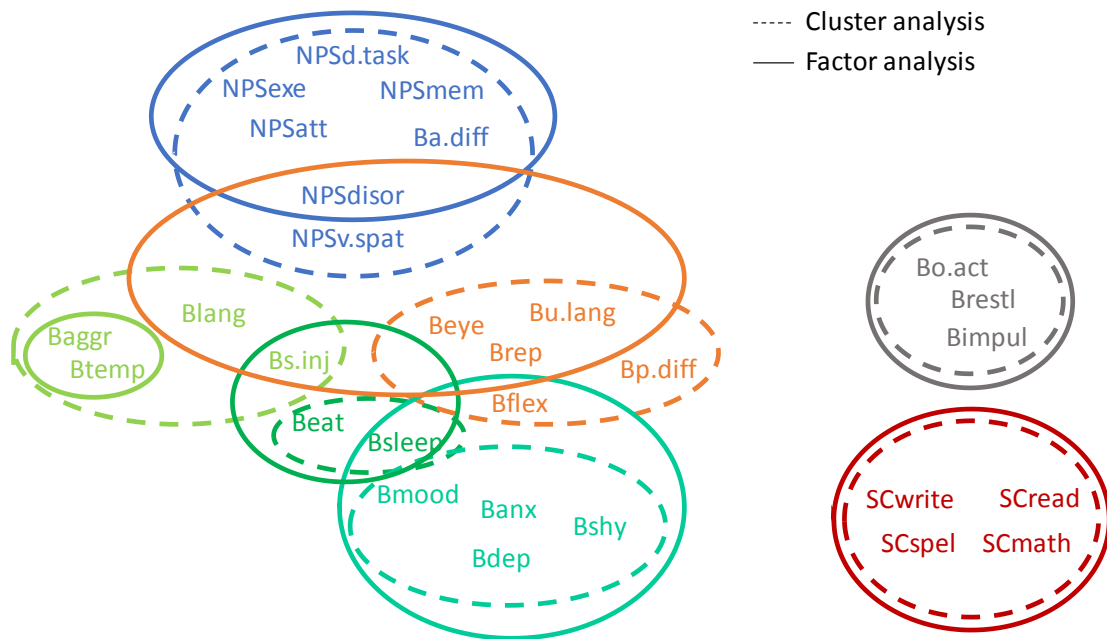 Cluster analysis
Factor analysis
NPSd.task
NPSexe
NPSmem
NPSatt
Ba.diff
NPSdisor
NPSv.spat
Blang
Baggr
Btemp
Bs.inj
Beye
Bu.lang
Brep
Bp.diff
Bflex
Beat
Bsleep
Bmood
Banx
Bshy
Bdep
Bo.act
Brestl
Bimpul
SCwrite
SCread
SCspel
SCmath